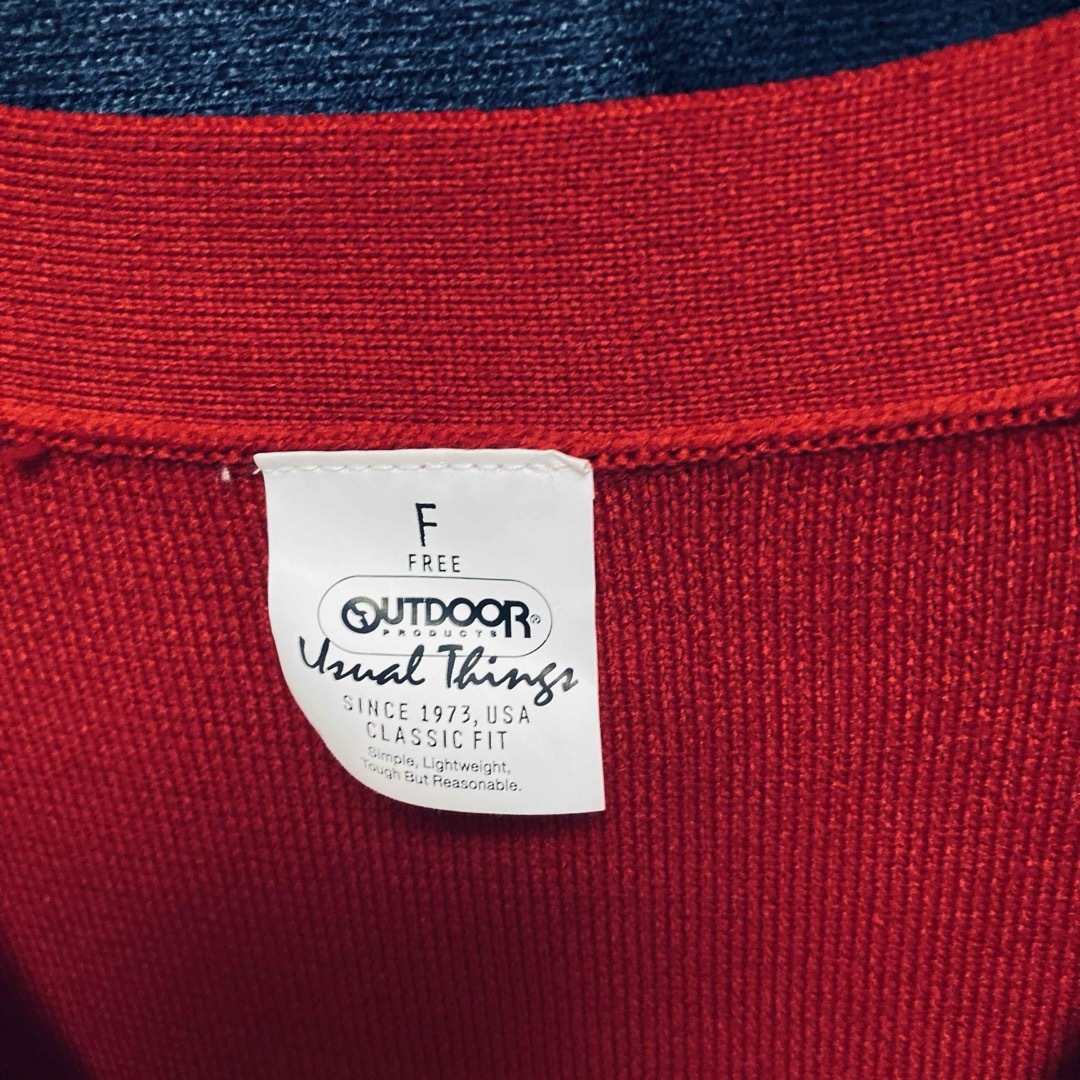 F
FREE
OUTDOOR®
PRODUCTS
Usual Things
SINCE 1973, USA
CLASSIC FIT
Simple, Lightweight,
Tough But Reasonable.